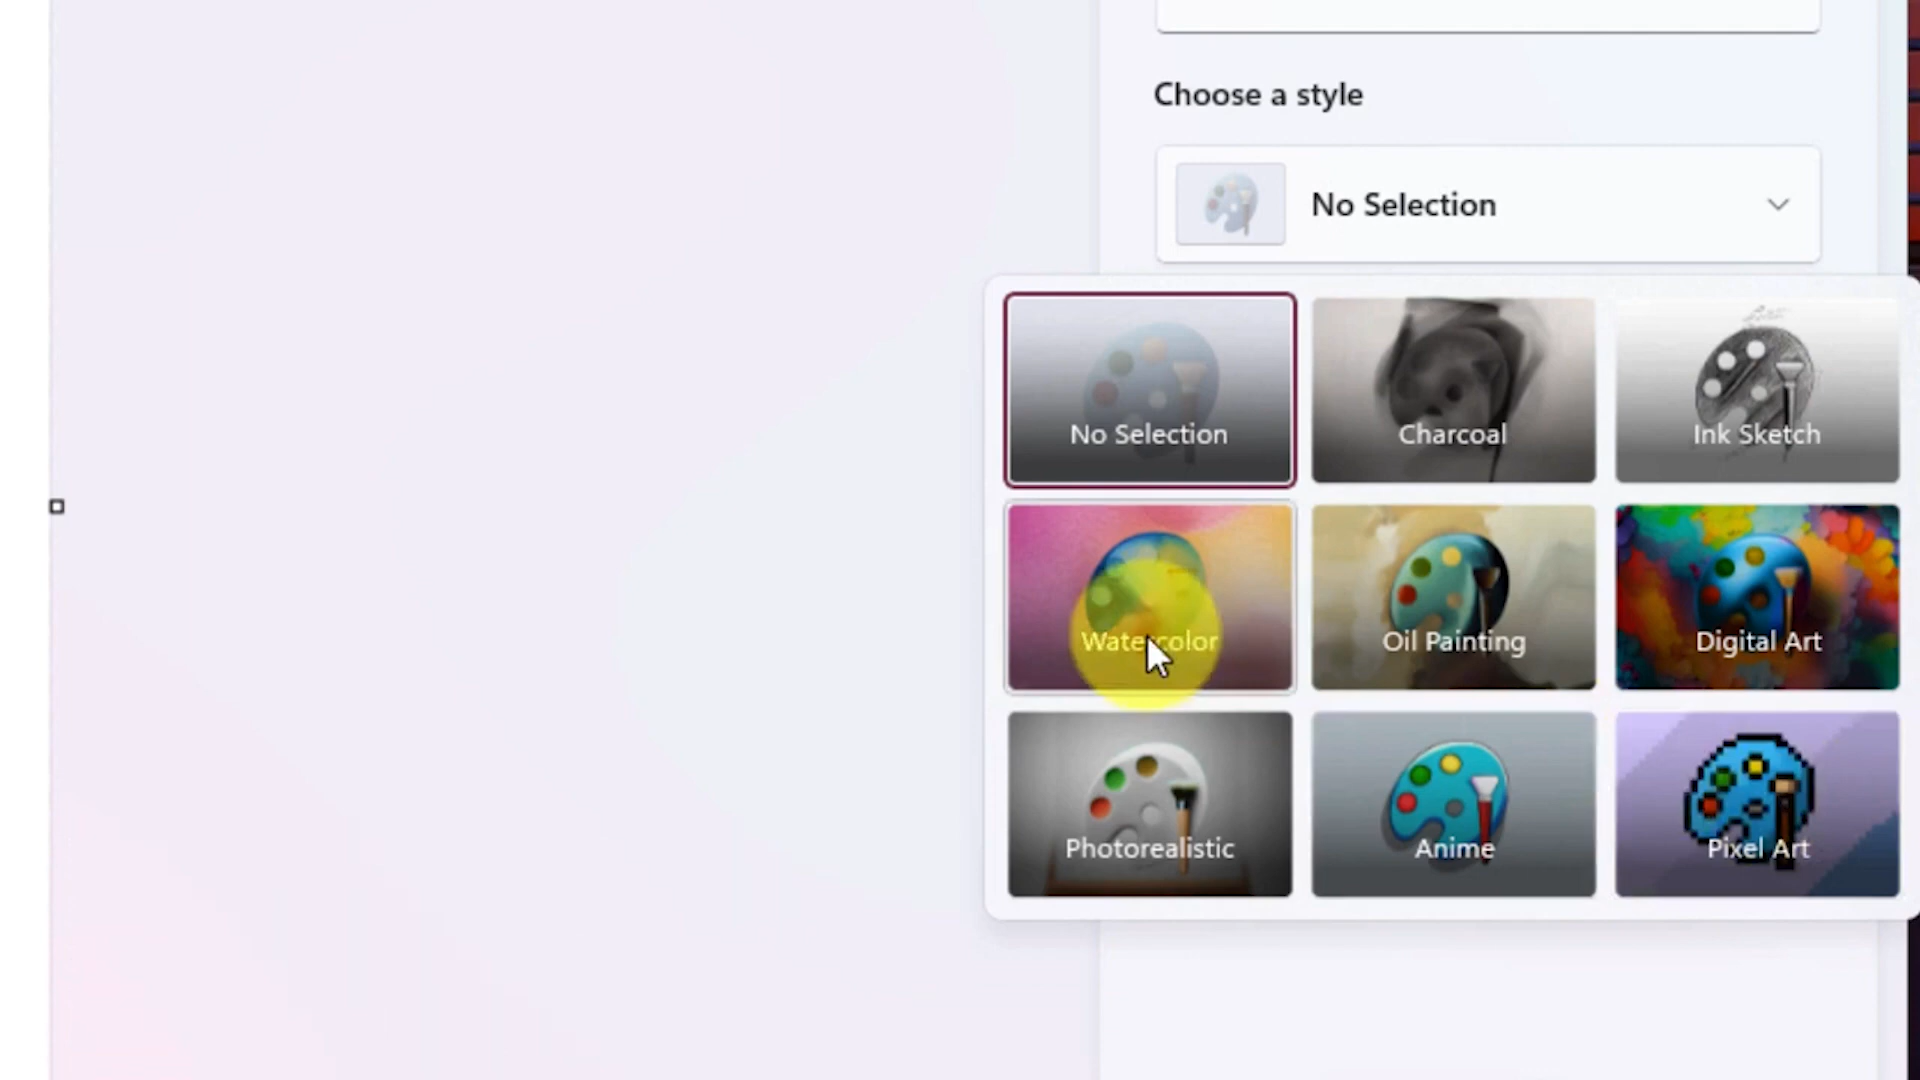 Choose a style
No Selection
No Selection
Charcoal
Ink Sketch
Watercolor
Oil Painting
Digital Art
Photorealistic
Anime
Pixel Art